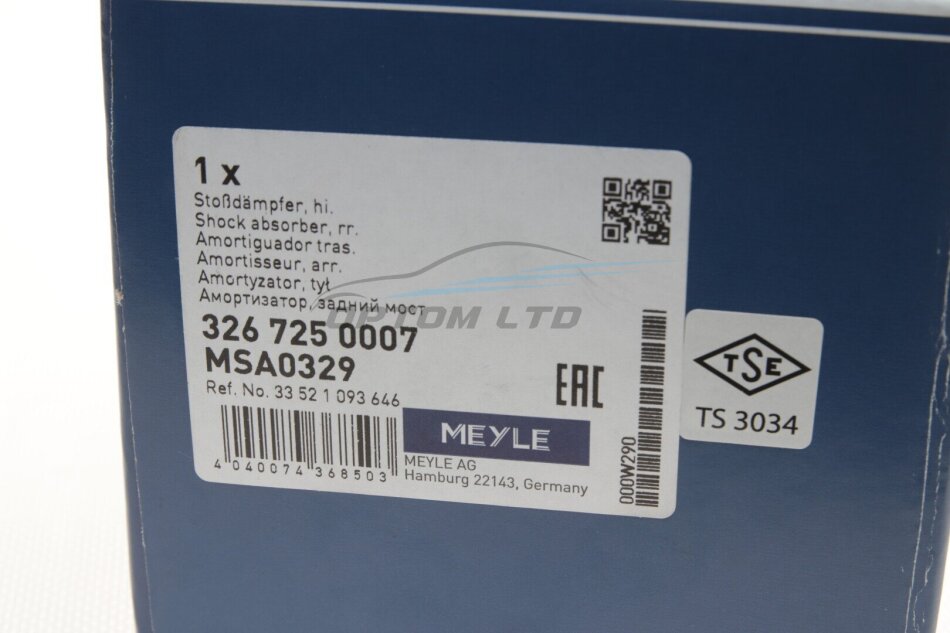 1 x
Stoßdämpfer, hi.
Shock absorber, rr.
Amortiguador tras.
Amortisseur, arr.
Amortyzator, tył
Амортизатор, задний мост
OPTOM LTD
326 725 0007
MSA0329
Ref. No. 33 52 1 093 646
EAC
MEYLE
MEYLE AG
Hamburg 22143, Germany
4 040074 368503
000W290
TSE
TS 3034